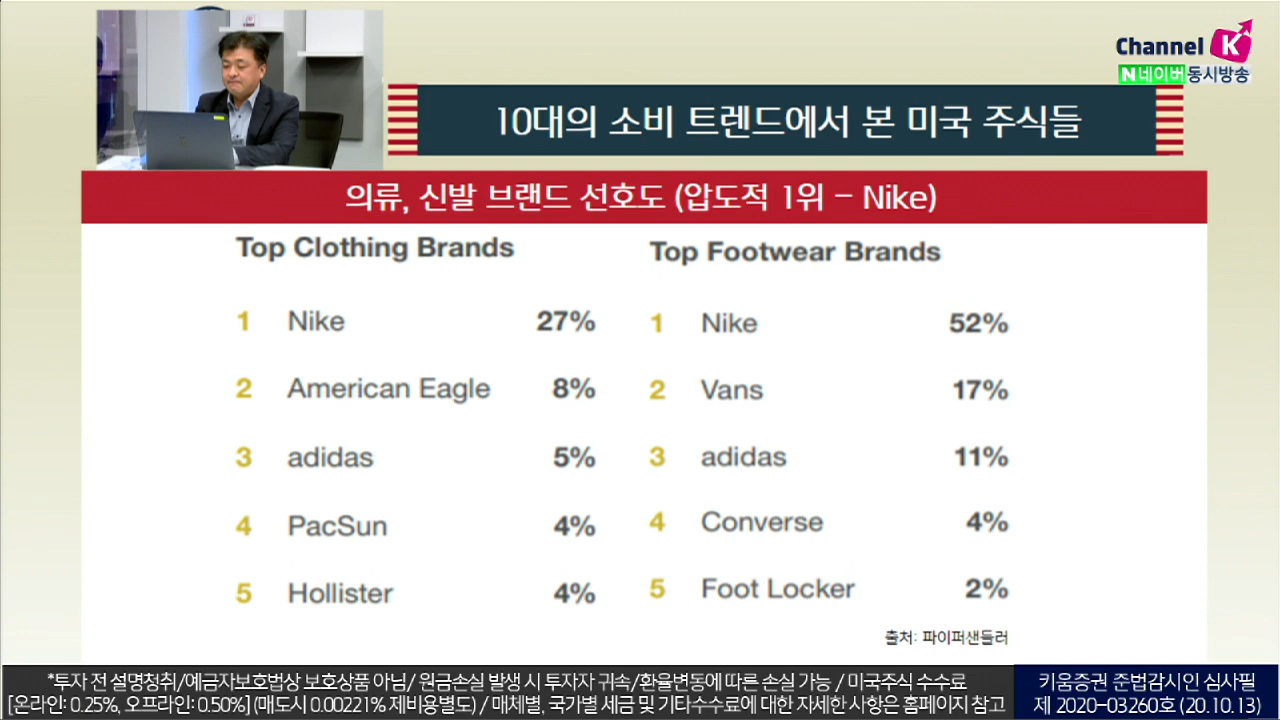 Channel K
N네이버 동시방송
10대의 소비 트렌드에서 본 미국 주식들
의류, 신발 브랜드 선호도 (압도적 1위 - Nike)
Top Clothing Brands
1 Nike 27%
2 American Eagle 8%
3 adidas 5%
4 PacSun 4%
5 Hollister 4%
Top Footwear Brands
1 Nike 52%
2 Vans 17%
3 adidas 11%
4 Converse 4%
5 Foot Locker 2%
출처: 파이퍼샌들러
*투자 전 설명청취/예금자보호법상 보호상품 아님/ 원금손실 발생 시 투자자 귀속/환율변동에 따른 손실 가능 / 미국주식 수수료
[온라인: 0.25%, 오프라인: 0.50%] (매도시 0.00221% 제비용별도) / 매체별, 국가별 세금 및 기타수수료에 대한 자세한 사항은 홈페이지 참고
키움증권 준법감시인 심사필
제 2020-03260호 (20.10.13)